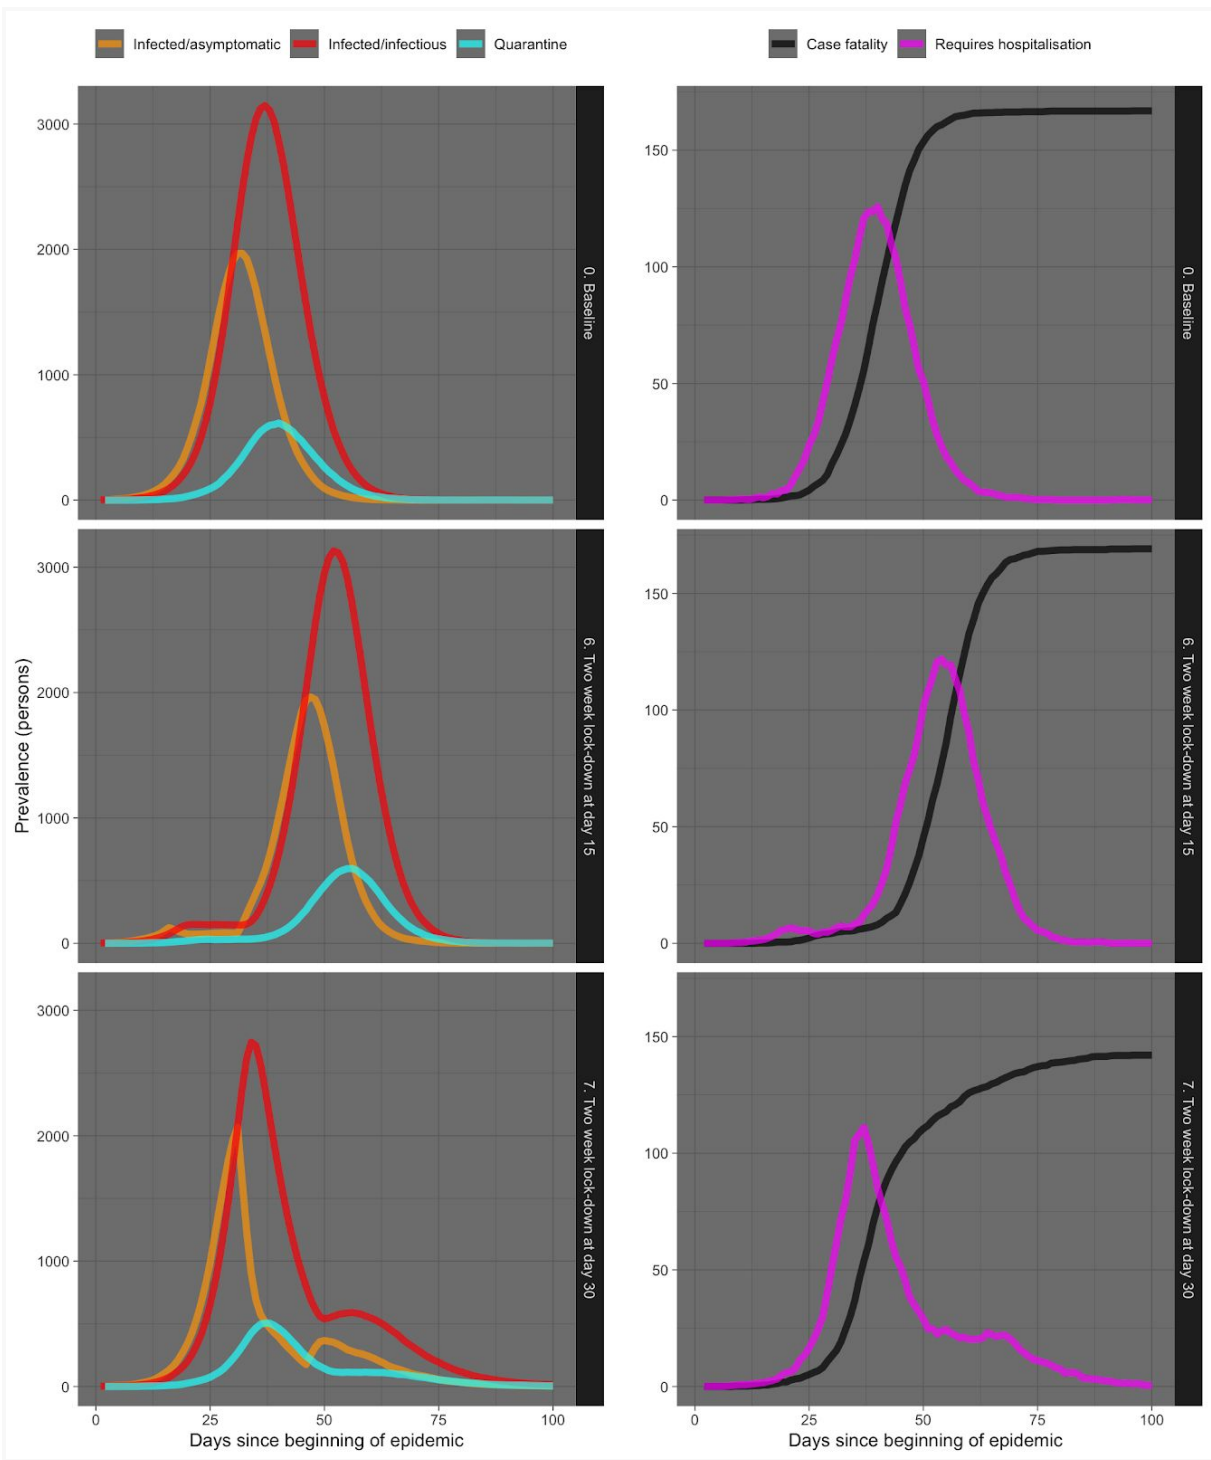 Infected/asymptomatic Infected/infectious Quarantine
Case fatality Requires hospitalisation
Prevalence (persons)
3000
2000
1000
0
0. Baseline
150
100
50
0
0. Baseline
3000
2000
1000
0
6. Two week lock-down at day 15
150
100
50
0
6. Two week lock-down at day 15
3000
2000
1000
0
7. Two week lock-down at day 30
150
100
50
0
7. Two week lock-down at day 30
0 25 50 75 100
Days since beginning of epidemic
0 25 50 75 100
Days since beginning of epidemic